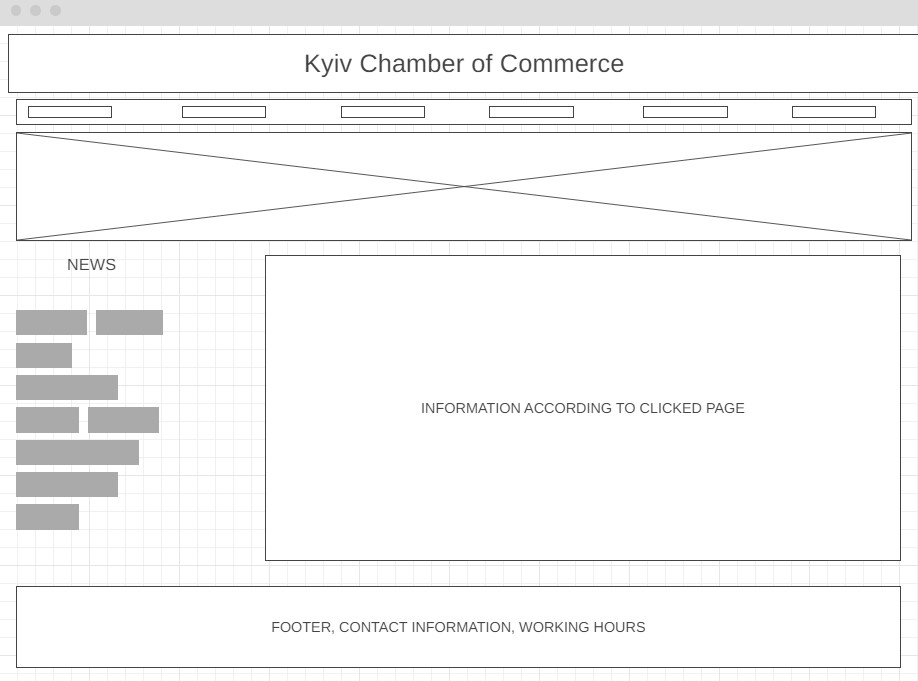 Kyiv Chamber of Commerce
NEWS
INFORMATION ACCORDING TO CLICKED PAGE
FOOTER, CONTACT INFORMATION, WORKING HOURS